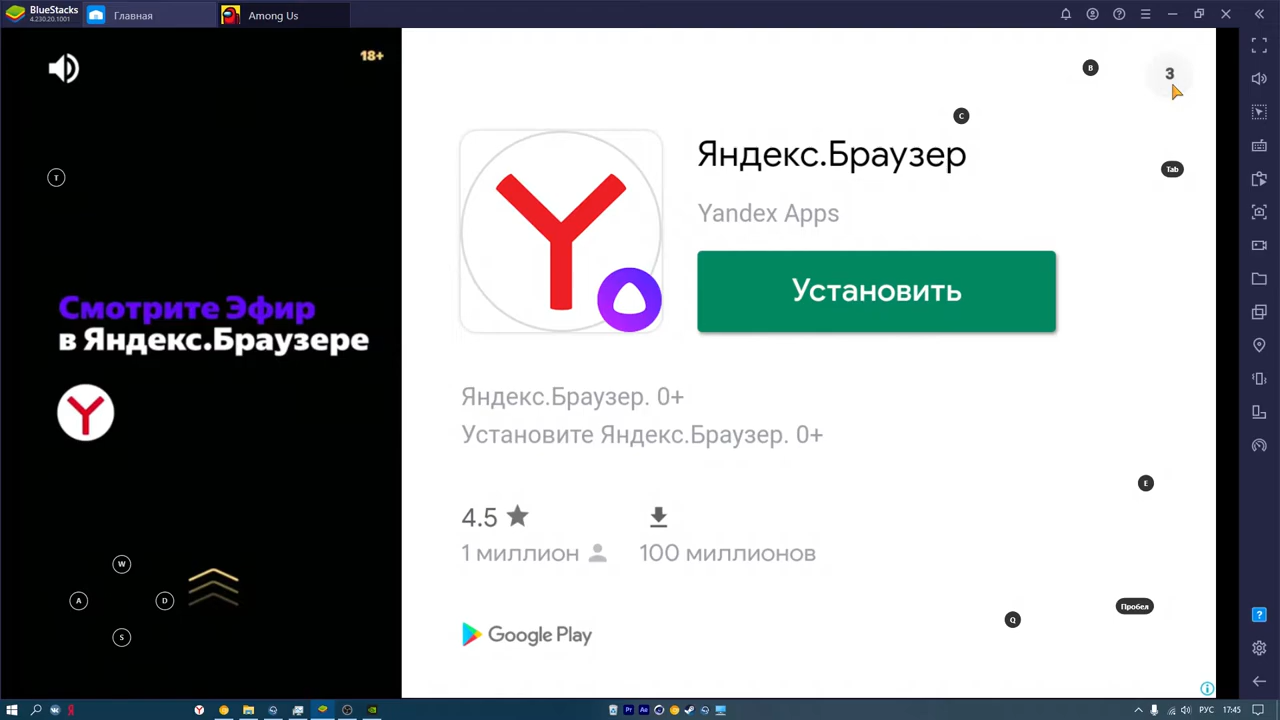 BlueStacks
4.230.20.1001
Главная
Among Us
18+
3
B
C
Яндекс.Браузер
Tab
T
Yandex Apps
Установить
Смотрите Эфир
в Яндекс.Браузере
Яндекс.Браузер. 0+
Установите Яндекс.Браузер. 0+
E
4.5
1 миллион
100 миллионов
W
A
D
S
Пробел
Q
Google Play
РУС
17:45